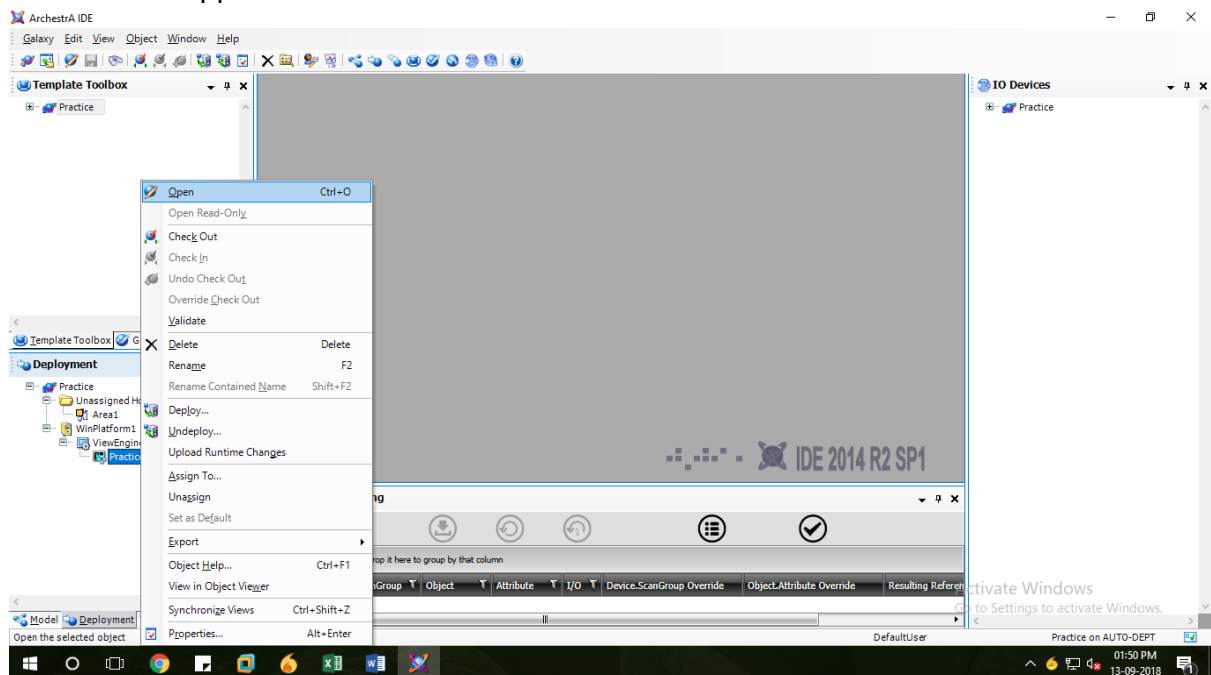 ArchestrA IDE
Galaxy Edit View Object Window Help
Template Toolbox
Practice
IO Devices
Practice
Open Ctrl+O
Open Read-Only
Check Out
Check In
Undo Check Out
Override Check Out
Validate
Delete Delete
Rename F2
Rename Contained Name Shift+F2
Deploy...
Undeploy...
Upload Runtime Changes
Assign To...
Unassign
Set as Default
Export
Object Help... Ctrl+F1
View in Object Viewer
Synchronize Views Ctrl+Shift+Z
Properties... Alt+Enter
Template Toolbox G
Deployment
Practice
Unassigned Ho
Area1
WinPlatform1
ViewEngin
Practic
Model Deployment
IDE 2014 R2 SP1
ng
rop it here to group by that column
Group Object Attribute I/O Device.ScanGroup Override Object.Attribute Override Resulting Referen
Activate Windows
Go to Settings to activate Windows.
Open the selected object DefaultUser Practice on AUTO-DEPT
01:50 PM
13-09-2018